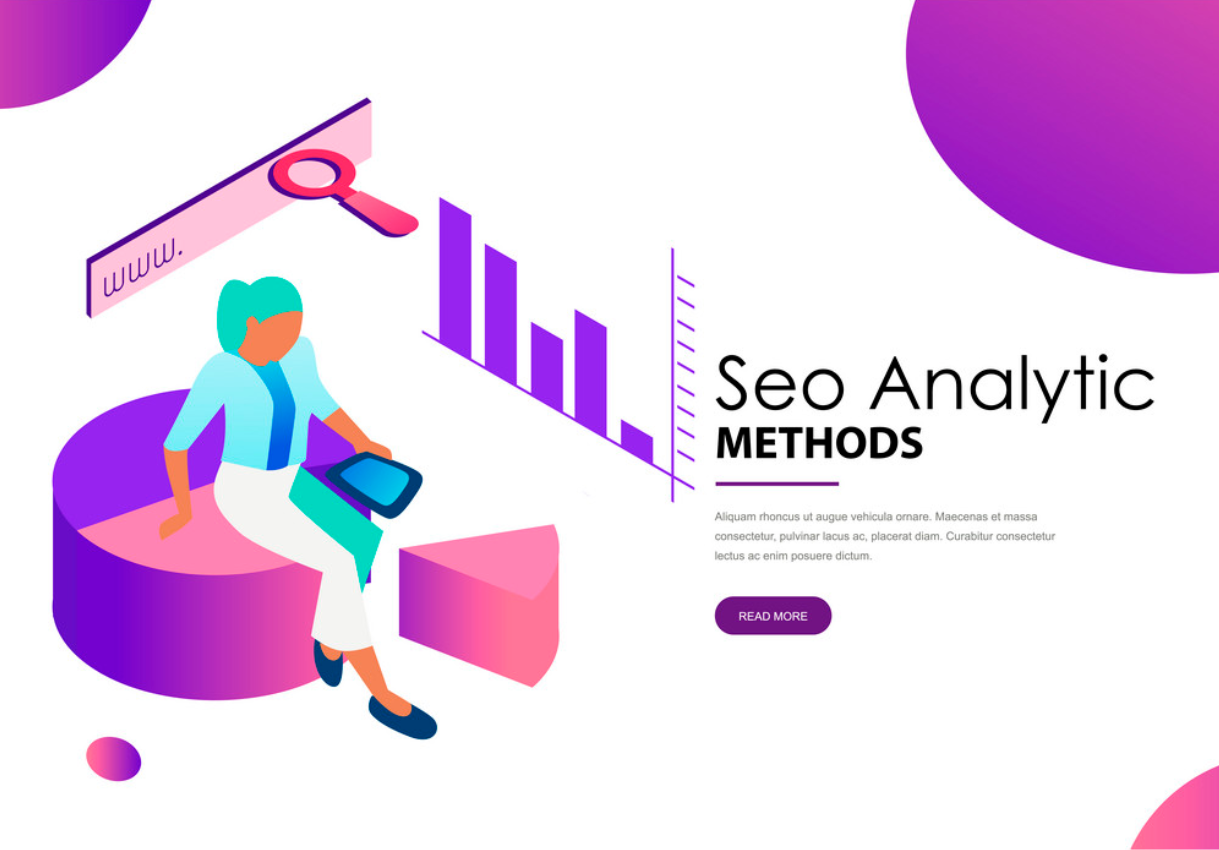 www.
Seo Analytic
METHODS
Aliquam rhoncus ut augue vehicula ornare. Maecenas et massa
consectetur, pulvinar lacus ac, placerat diam. Curabitur consectetur
lectus ac enim posuere dictum.
READ MORE